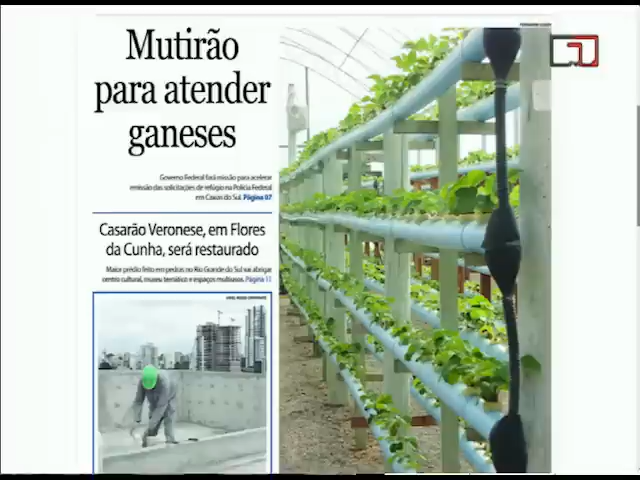 Mutirão
para atender
ganeses
Governo Federal fará missão para acelerar
emissão das solicitações de refúgio na Polícia Federal
em Caxias do Sul. Página 07
Casarão Veronese, em Flores
da Cunha, será restaurado
Maior prédio feito em pedras no Rio Grande do Sul vai abrigar
centro cultural, museu temático e espaços multiusos. Página 11